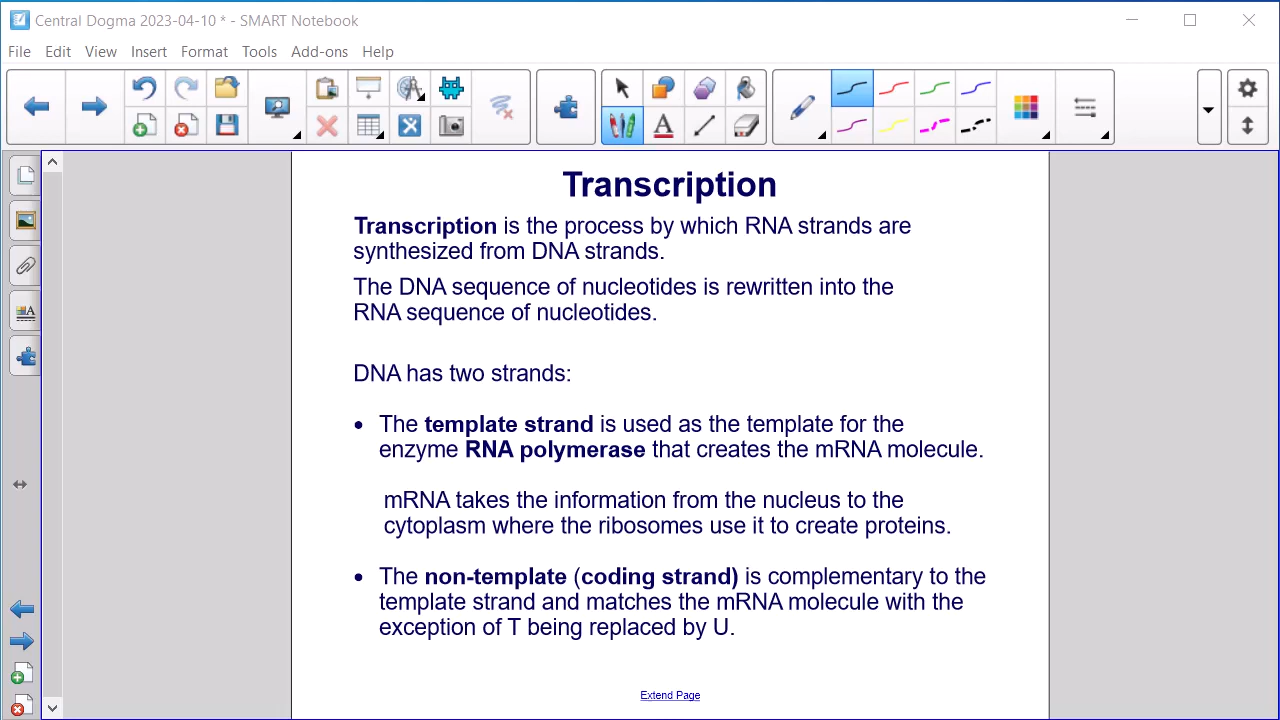 Central Dogma 2023-04-10 * - SMART Notebook
File Edit View Insert Format Tools Add-ons Help
Transcription
Transcription is the process by which RNA strands are
synthesized from DNA strands.
The DNA sequence of nucleotides is rewritten into the
RNA sequence of nucleotides.
DNA has two strands:
• The template strand is used as the template for the
enzyme RNA polymerase that creates the mRNA molecule.
mRNA takes the information from the nucleus to the
cytoplasm where the ribosomes use it to create proteins.
• The non-template (coding strand) is complementary to the
template strand and matches the mRNA molecule with the
exception of T being replaced by U.
Extend Page